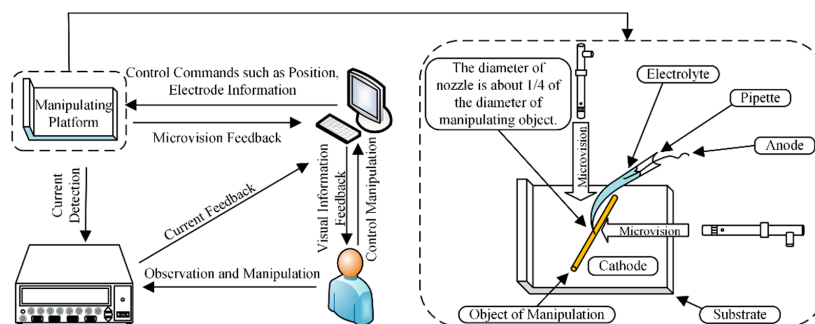 Control Commands such as Position,
Electrode Information
Manipulating
Platform
Microvision Feedback
Current
Detection
Current Feedback
Visual Information
Feedback
Control Manipulation
Observation and Manipulation
The diameter of
nozzle is about 1/4 of
the diameter of
manipulating object.
Electrolyte
Pipette
Anode
Microvision
Microvision
Cathode
Object of Manipulation
Substrate